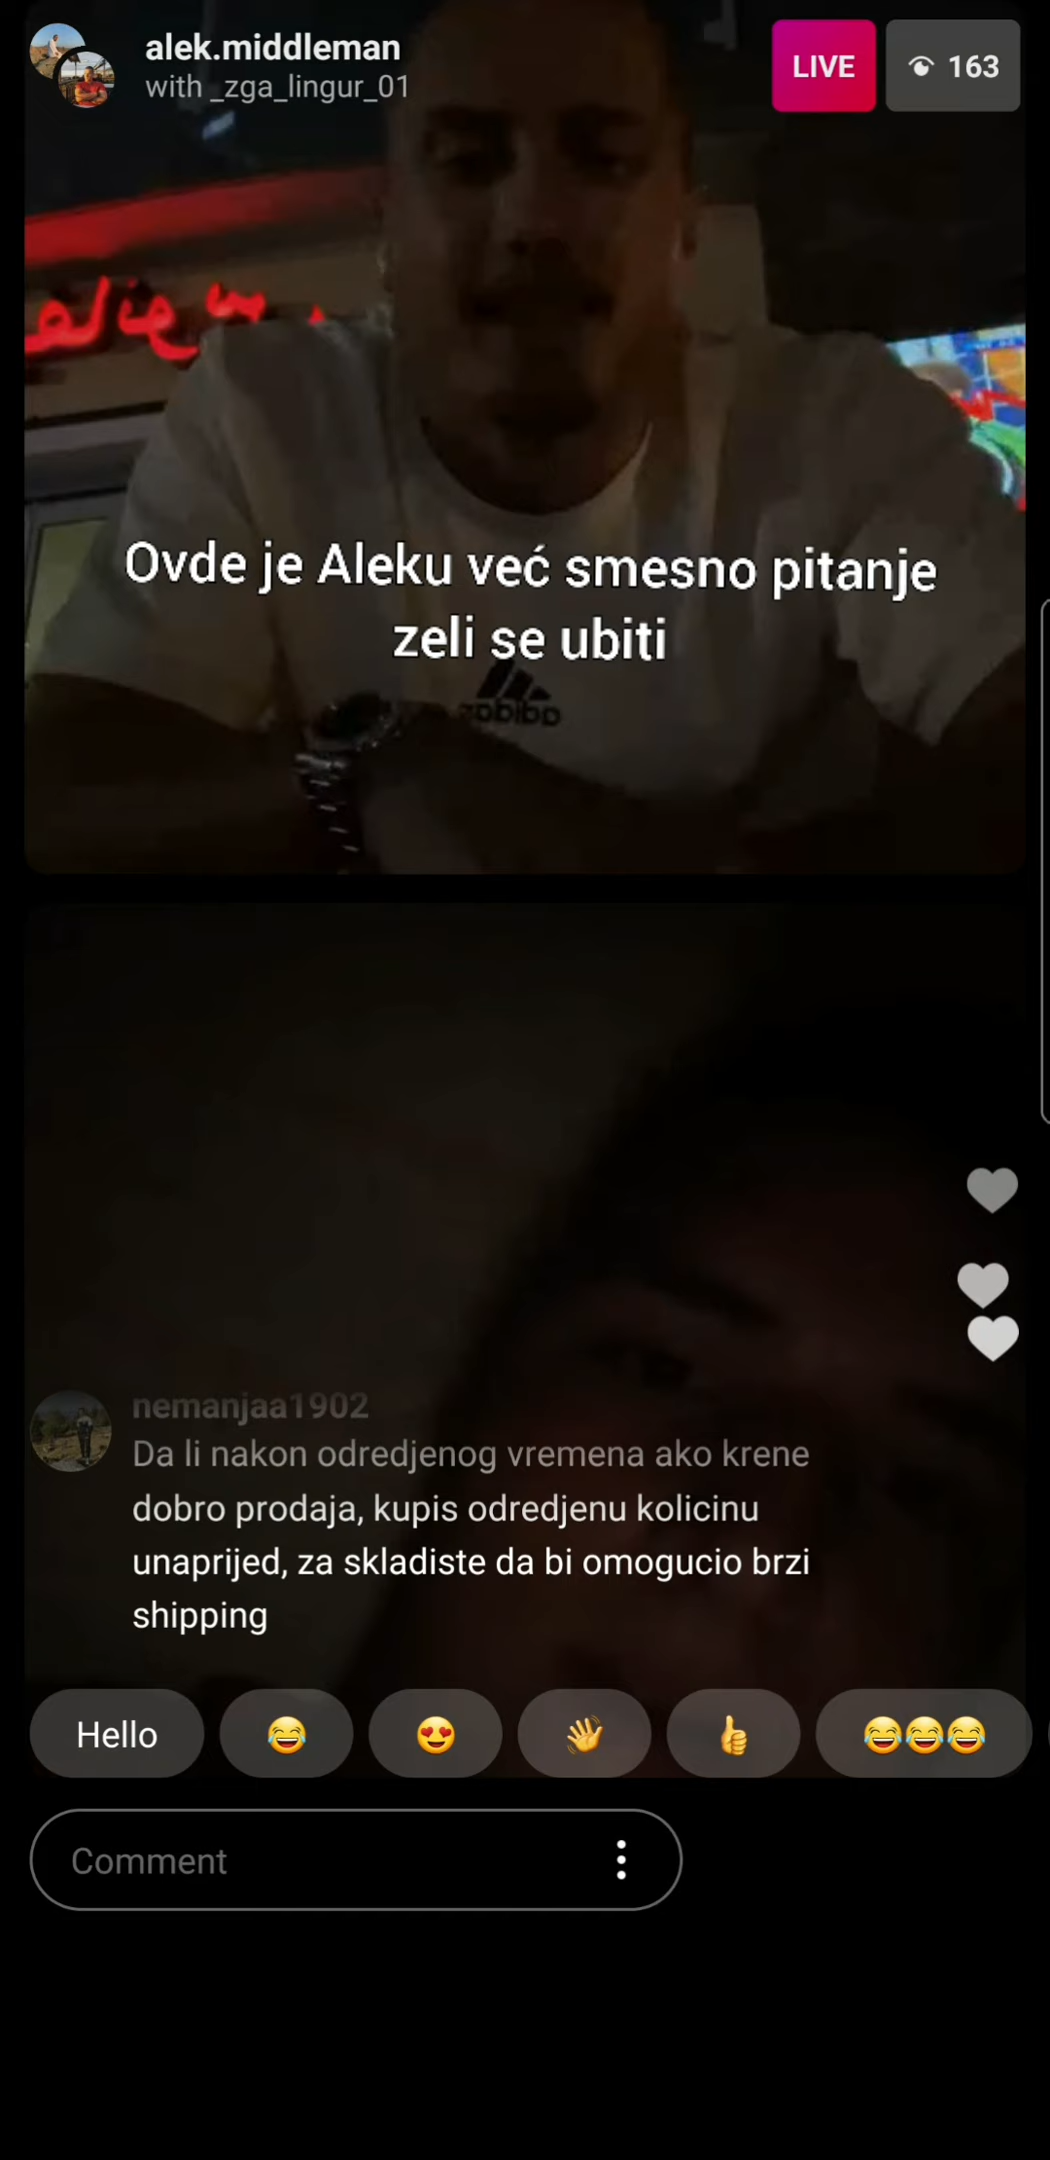 alek.middleman
with _zga_lingur_01
LIVE
163
Ovde je Aleku već smesno pitanje
zeli se ubiti
adidas
nemanjaa1902
Da li nakon odredjenog vremena ako krene
dobro prodaja, kupis odredjenu kolicinu
unaprijed, za skladiste da bi omogucio brzi
shipping
Hello
😂
😍
👋
👍
😂😂😂
Comment